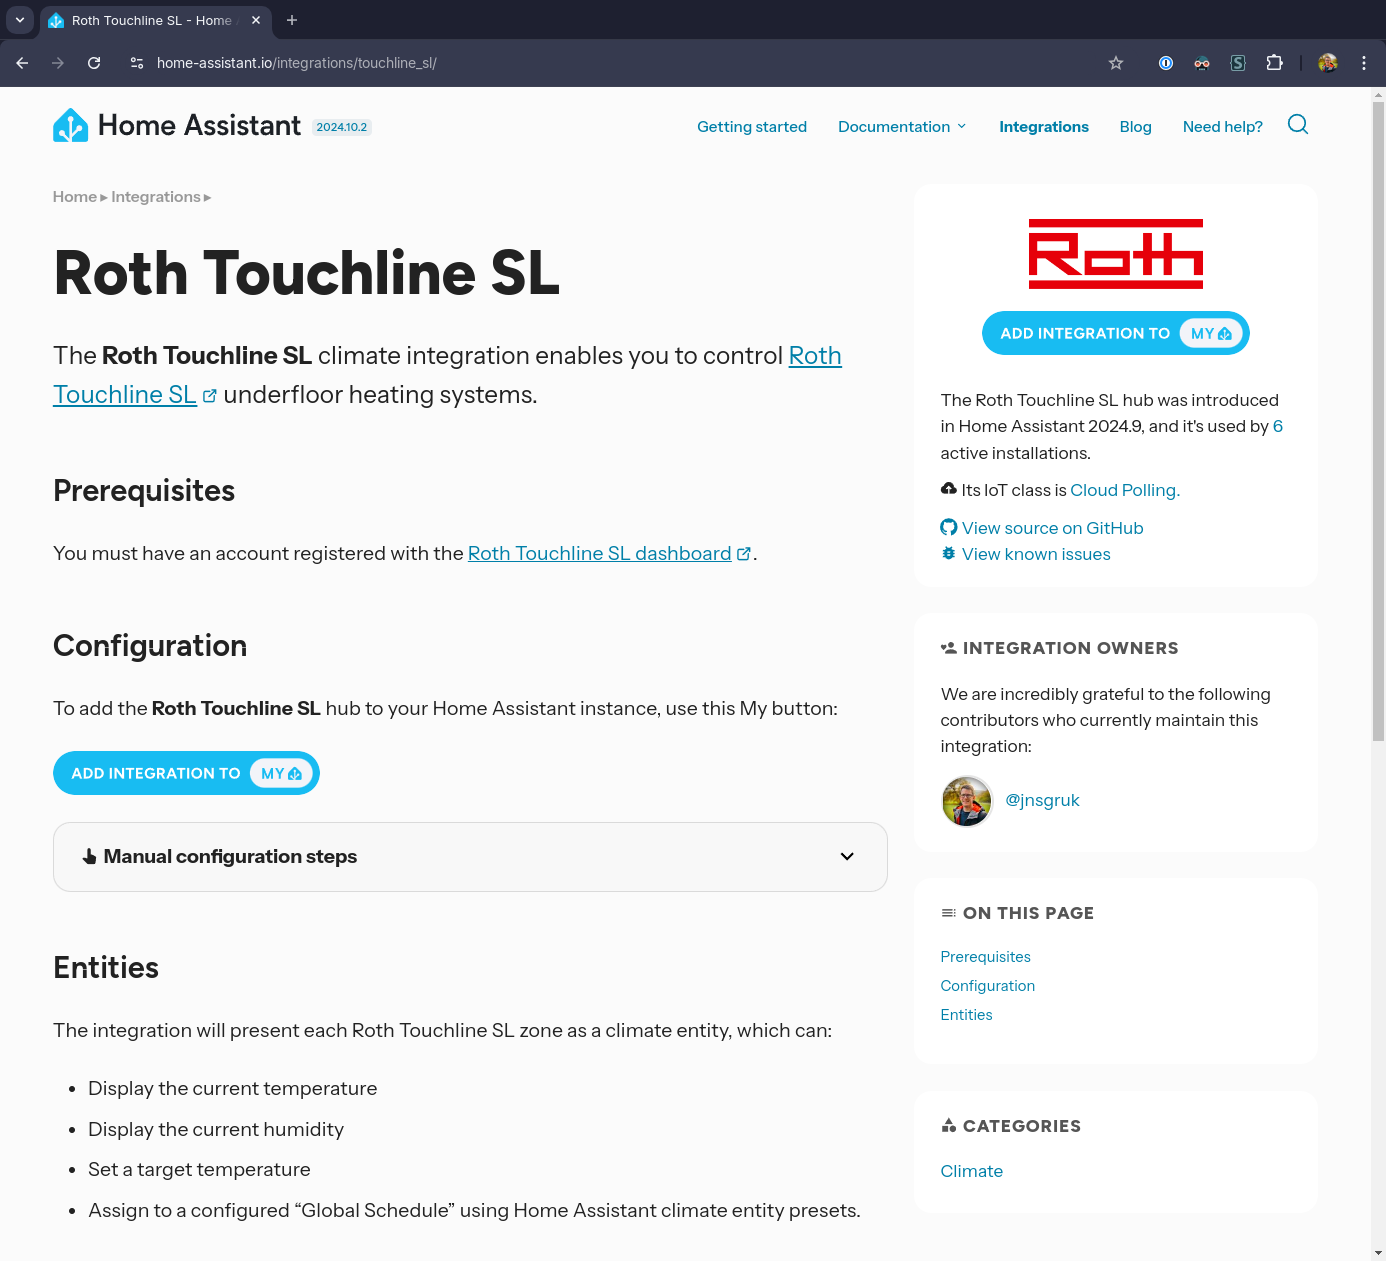 Roth Touchline SL - Home
home-assistant.io/integrations/touchline_sl/
Home Assistant 2024.10.2
Getting started Documentation Integrations Blog Need help?
Home ▸ Integrations ▸
Roth Touchline SL
The Roth Touchline SL climate integration enables you to control Roth
Touchline SL underfloor heating systems.
Prerequisites
You must have an account registered with the Roth Touchline SL dashboard .
Configuration
To add the Roth Touchline SL hub to your Home Assistant instance, use this My button:
ADD INTEGRATION TO MY
Manual configuration steps
Entities
The integration will present each Roth Touchline SL zone as a climate entity, which can:
• Display the current temperature
• Display the current humidity
• Set a target temperature
• Assign to a configured “Global Schedule” using Home Assistant climate entity presets.
Roth
ADD INTEGRATION TO MY
The Roth Touchline SL hub was introduced
in Home Assistant 2024.9, and it's used by 6
active installations.
Its IoT class is Cloud Polling.
View source on GitHub
View known issues
INTEGRATION OWNERS
We are incredibly grateful to the following
contributors who currently maintain this
integration:
@jnsgruk
ON THIS PAGE
Prerequisites
Configuration
Entities
CATEGORIES
Climate